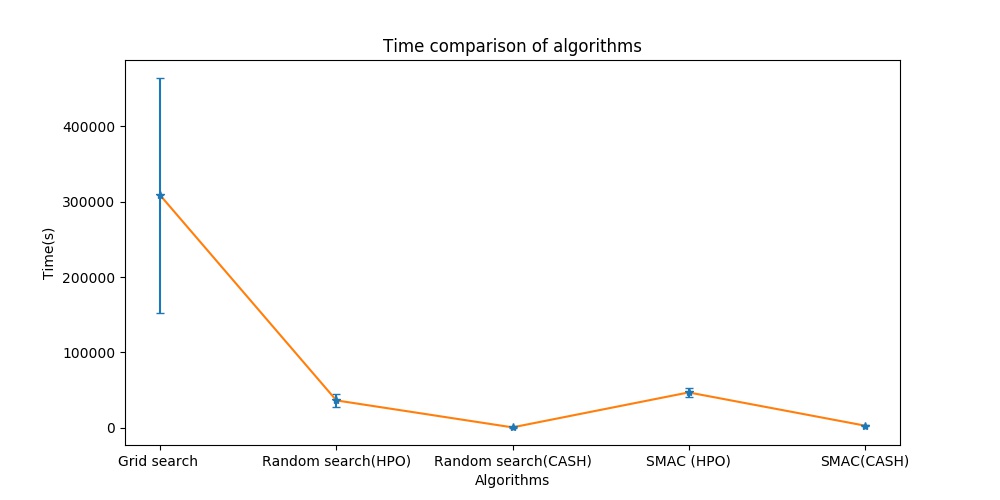 Time comparison of algorithms
400000
300000
200000
100000
0
Time(s)
Grid search
Random search(HPO)
Random search(CASH)
SMAC (HPO)
SMAC(CASH)
Algorithms